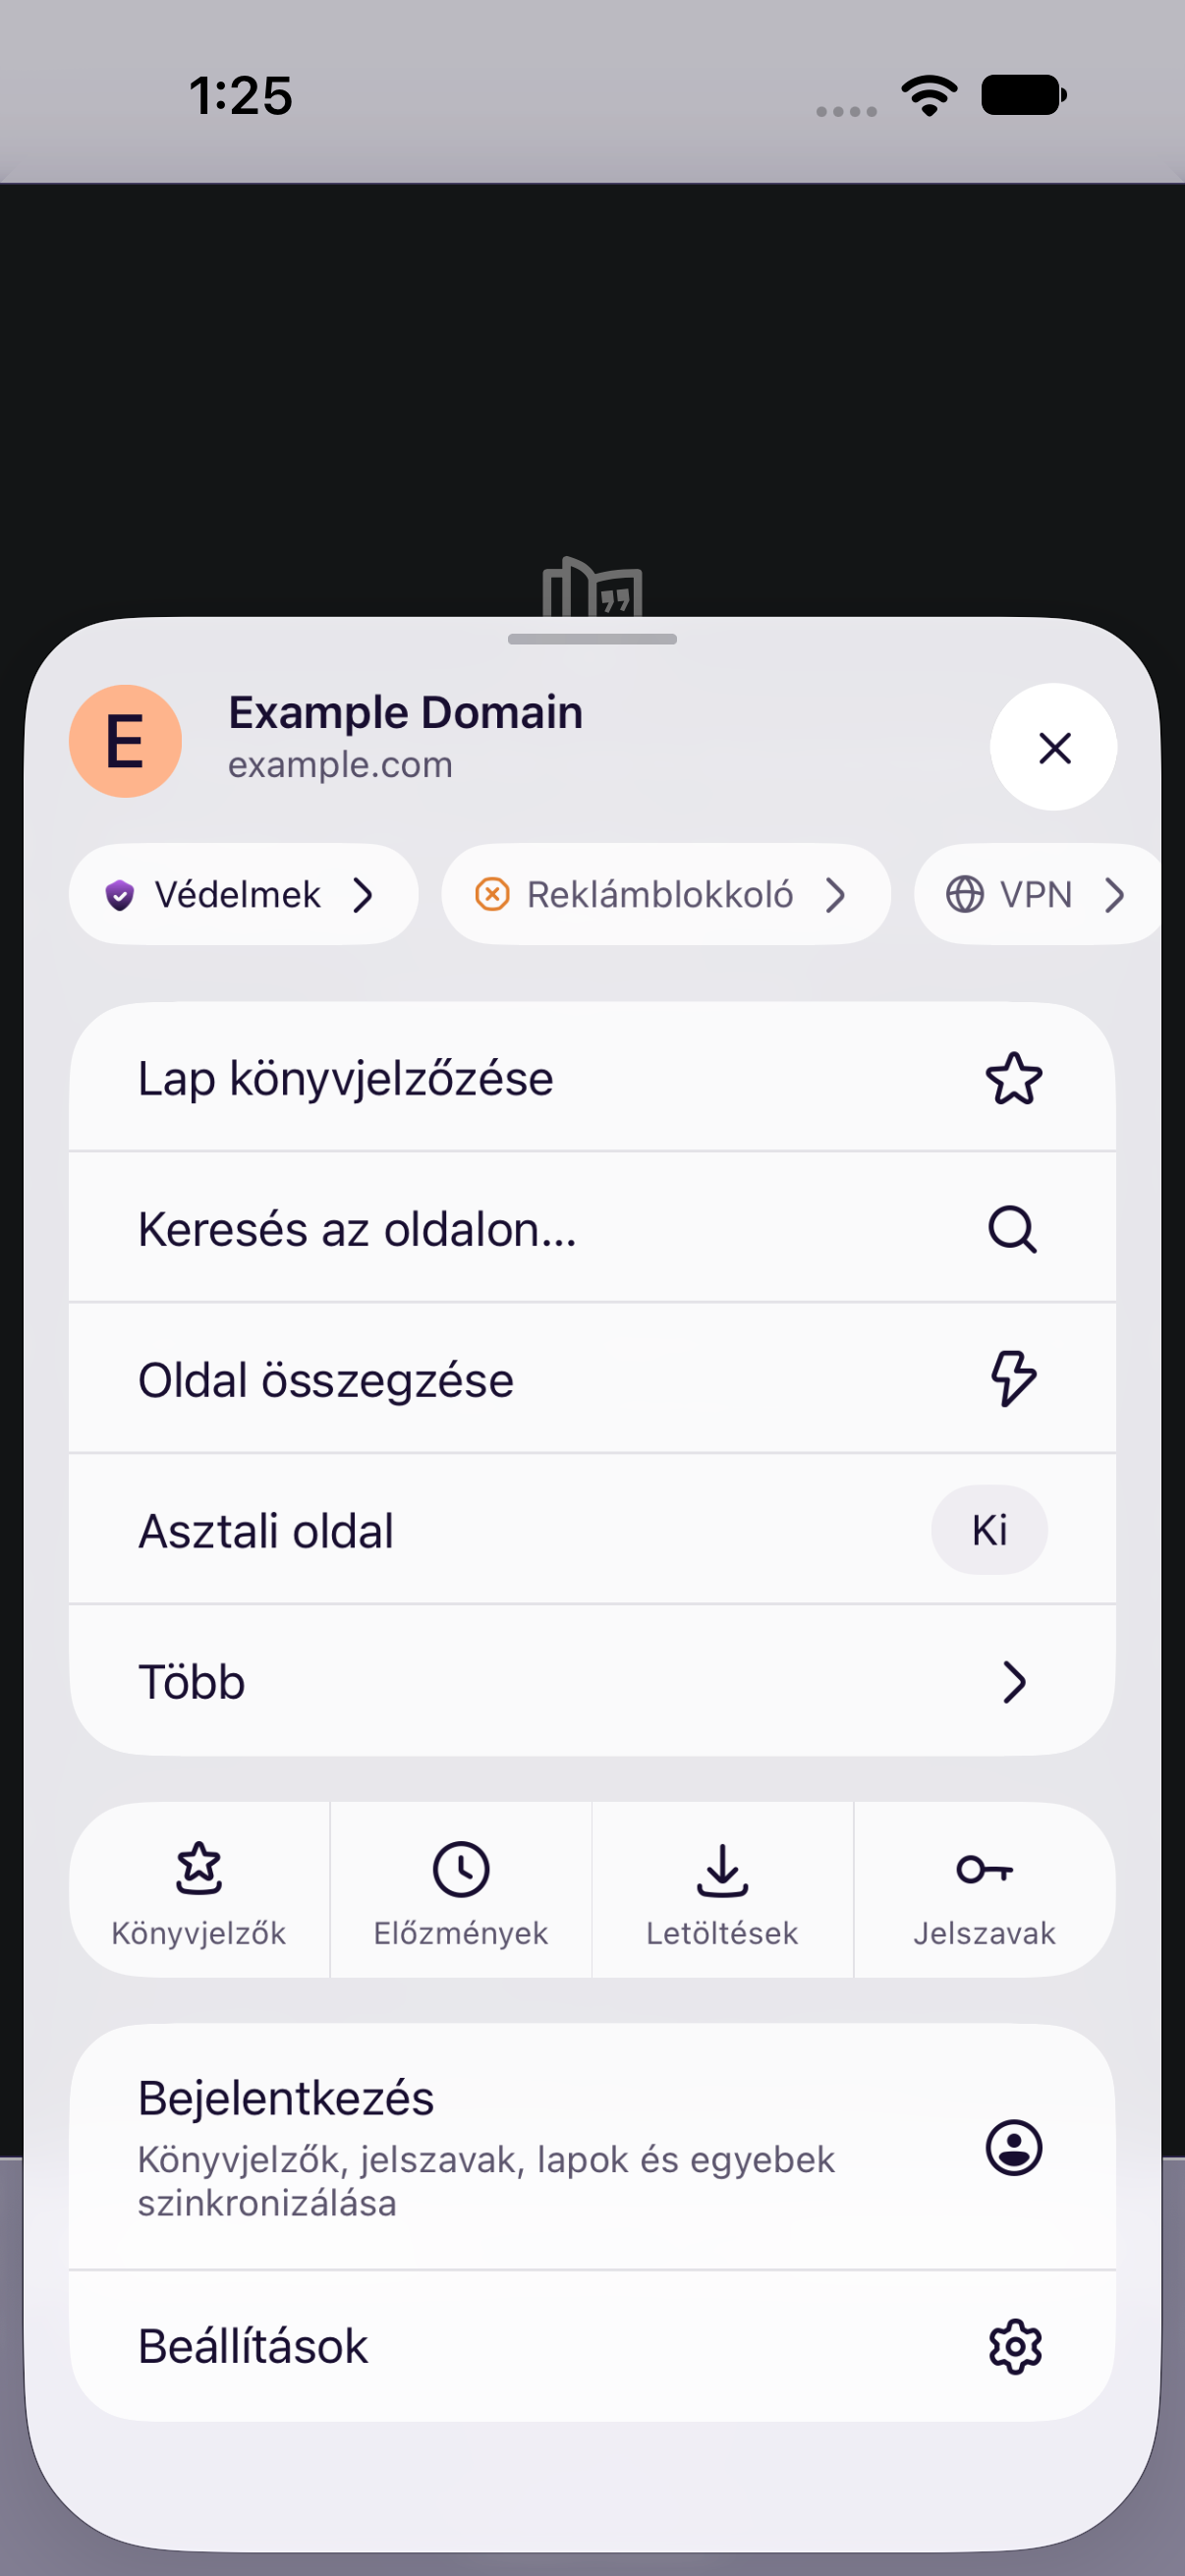 1:25
E
Example Domain
example.com
Védelmek
Reklámblokkoló
VPN
Lap könyvjelzőzése
Keresés az oldalon…
Oldal összegzése
Asztali oldal
Ki
Több
Könyvjelzők
Előzmények
Letöltések
Jelszavak
Bejelentkezés
Könyvjelzők, jelszavak, lapok és egyebek
szinkronizálása
Beállítások